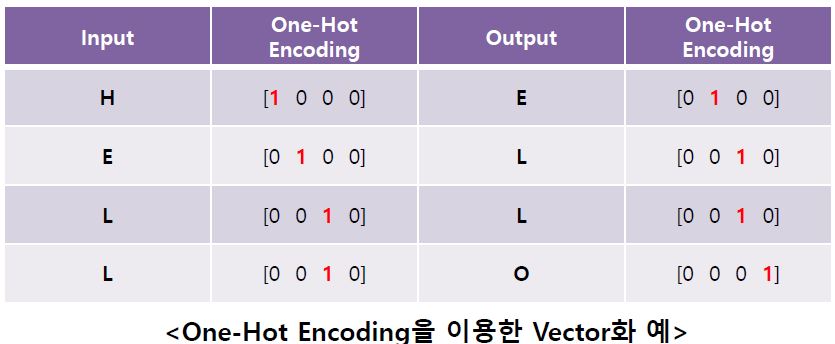 Input One-Hot Encoding Output One-Hot Encoding
H [1 0 0 0] E [0 1 0 0]
E [0 1 0 0] L [0 0 1 0]
L [0 0 1 0] L [0 0 1 0]
L [0 0 1 0] O [0 0 0 1]
<One-Hot Encoding을 이용한 Vector화 예>